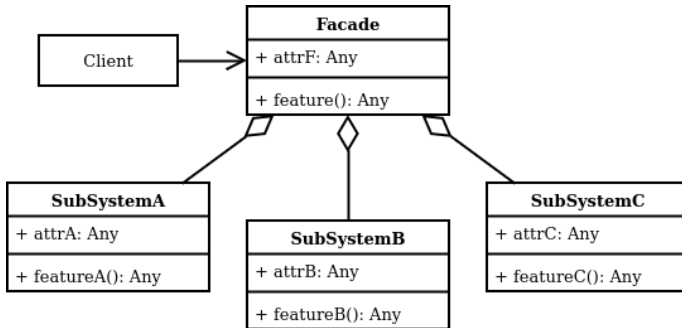 Facade
+ attrF: Any
+ feature(): Any
Client
SubSystemA
+ attrA: Any
+ featureA(): Any
SubSystemB
+ attrB: Any
+ featureB(): Any
SubSystemC
+ attrC: Any
+ featureC(): Any